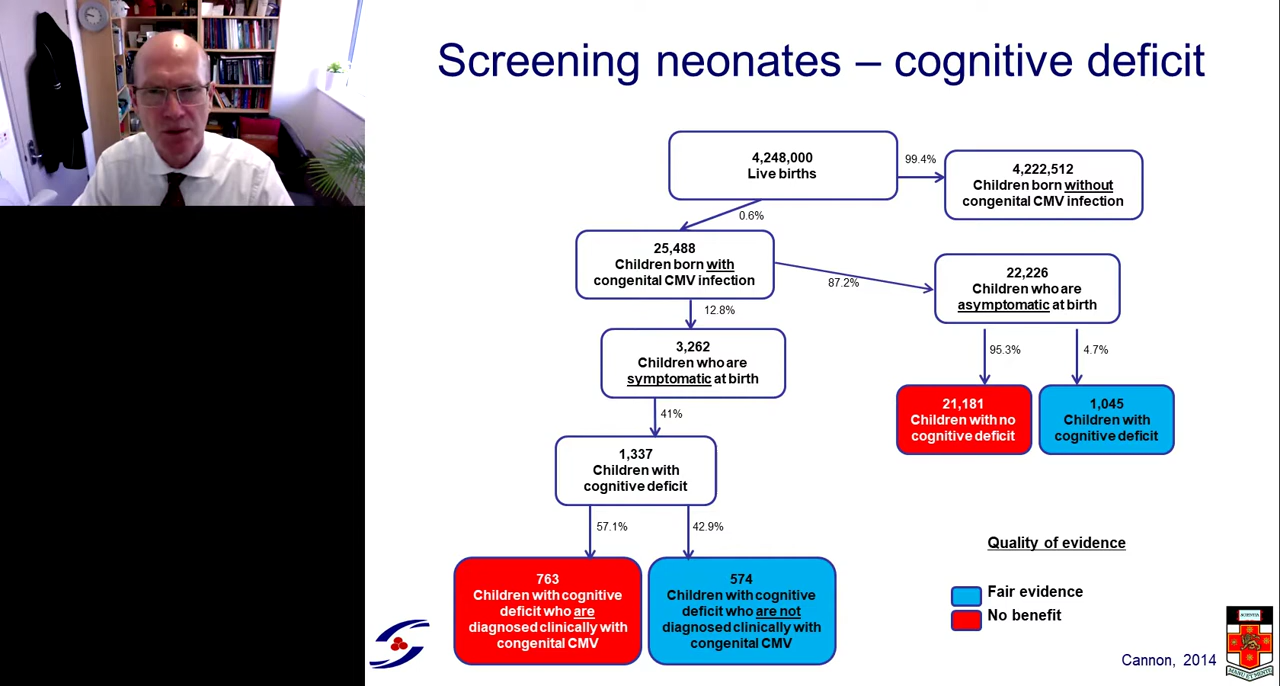 Screening neonates – cognitive deficit
4,248,000
Live births
99.4%
4,222,512
Children born without
congenital CMV infection
0.6%
25,488
Children born with
congenital CMV infection
87.2%
22,226
Children who are
asymptomatic at birth
12.8%
3,262
Children who are
symptomatic at birth
95.3%
4.7%
21,181
Children with no
cognitive deficit
1,045
Children with
cognitive deficit
41%
1,337
Children with
cognitive deficit
57.1%
42.9%
763
Children with cognitive
deficit who are
diagnosed clinically with
congenital CMV
574
Children with cognitive
deficit who are not
diagnosed clinically with
congenital CMV
Quality of evidence
Fair evidence
No benefit
Cannon, 2014
MANU ET MENTE